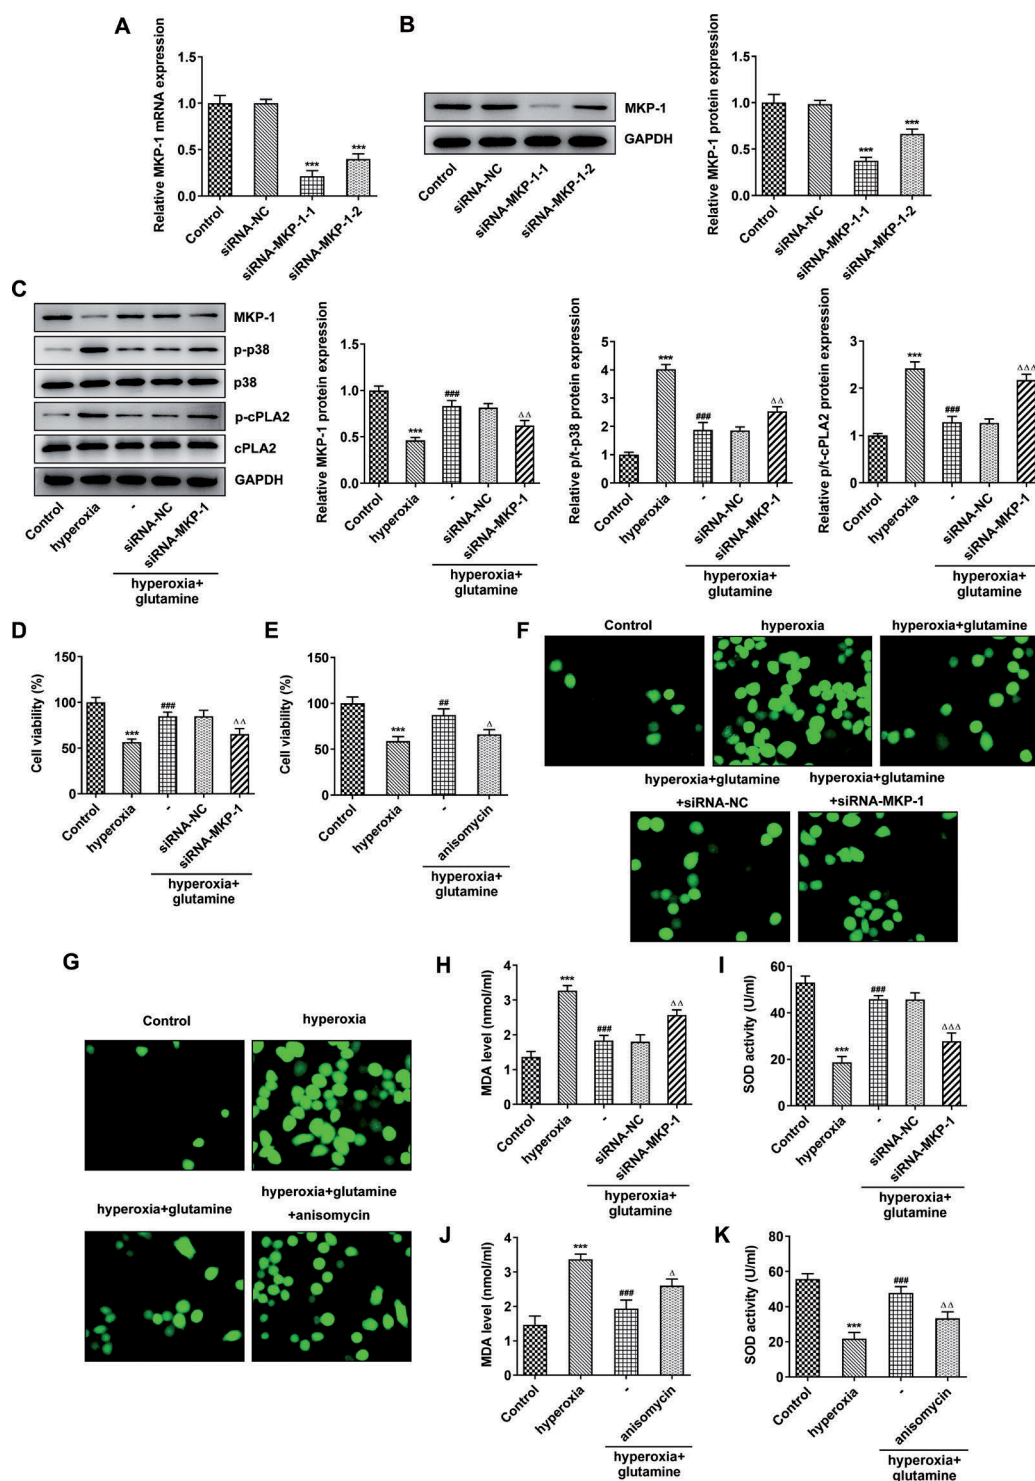 A
Relative MKP-1 mRNA expression
1.5
1.0
0.5
0.0
***
***
Control
siRNA-NC
siRNA-MKP-1-1
siRNA-MKP-1-2
B
MKP-1
GAPDH
Control
siRNA-NC
siRNA-MKP-1-1
siRNA-MKP-1-2
Relative MKP-1 protein expression
1.5
1.0
0.5
0.0
***
***
Control
siRNA-NC
siRNA-MKP-1-1
siRNA-MKP-1-2
C
MKP-1
p-p38
p38
p-cPLA2
cPLA2
GAPDH
Control
hyperoxia
-
siRNA-NC
siRNA-MKP-1
hyperoxia+
glutamine
Relative MKP-1 protein expression
1.5
1.0
0.5
0.0
***
###
ΔΔ
Control
hyperoxia
-
siRNA-NC
siRNA-MKP-1
hyperoxia+
glutamine
Relative p/t-p38 protein expression
5
4
3
2
1
0
***
###
ΔΔ
Control
hyperoxia
-
siRNA-NC
siRNA-MKP-1
hyperoxia+
glutamine
Relative p/t-cPLA2 protein expression
3
2
1
0
***
###
ΔΔΔ
Control
hyperoxia
-
siRNA-NC
siRNA-MKP-1
hyperoxia+
glutamine
D
Cell viability (%)
150
100
50
0
***
###
ΔΔ
Control
hyperoxia
-
siRNA-NC
siRNA-MKP-1
hyperoxia+
glutamine
E
Cell viability (%)
150
100
50
0
***
##
Δ
Control
hyperoxia
-
anisomycin
hyperoxia+
glutamine
F
Control
hyperoxia
hyperoxia+glutamine
hyperoxia+glutamine
+siRNA-NC
hyperoxia+glutamine
+siRNA-MKP-1
G
Control
hyperoxia
hyperoxia+glutamine
hyperoxia+glutamine
+anisomycin
H
MDA level (nmol/ml)
4
3
2
1
0
***
###
ΔΔ
Control
hyperoxia
-
siRNA-NC
siRNA-MKP-1
hyperoxia+
glutamine
I
SOD activity (U/ml)
60
40
20
0
***
###
ΔΔΔ
Control
hyperoxia
-
siRNA-NC
siRNA-MKP-1
hyperoxia+
glutamine
J
MDA level (nmol/ml)
4
3
2
1
0
***
###
Δ
Control
hyperoxia
-
anisomycin
hyperoxia+
glutamine
K
SOD activity (U/ml)
80
60
40
20
0
***
###
ΔΔ
Control
hyperoxia
-
anisomycin
hyperoxia+
glutamine